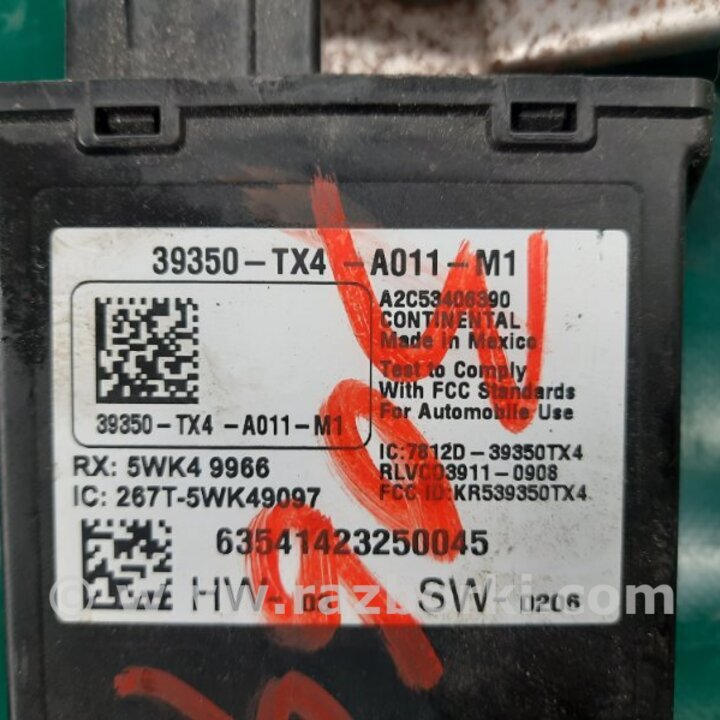 39350-TX4-A011-M1
A2C53406390
CONTINENTAL
Made in Mexico
Test to Comply
With FCC Standards
For Automobile Use
39350-TX4-A011-M1
IC:7812D-39350TX4
RX: 5WK4 9966
RLVCO3911-0908
IC: 267T-5WK49097
FCC ID:KR539350TX4
63541423250045
HW- 02 SW 0206